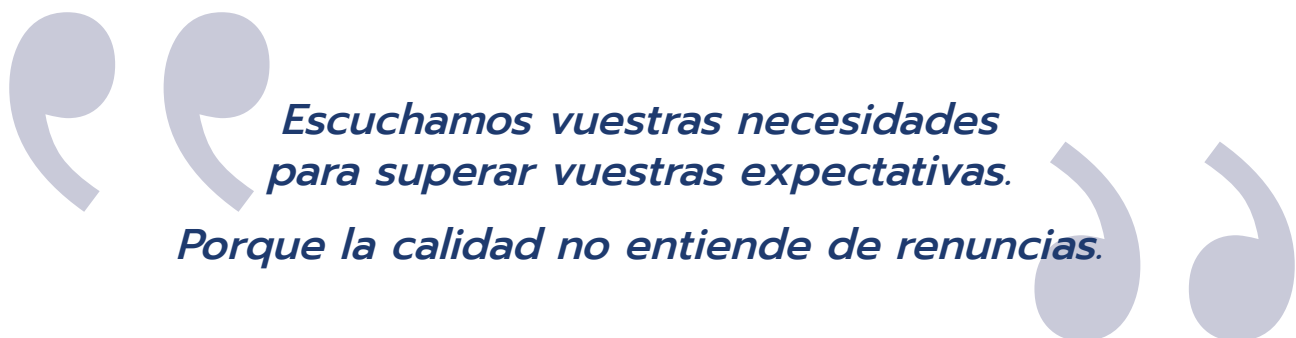 Escuchamos vuestras necesidades
para superar vuestras expectativas.
Porque la calidad no entiende de renuncias.